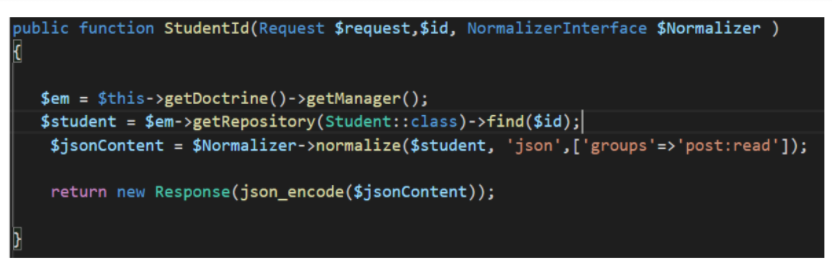 public function StudentId(Request $request,$id, NormalizerInterface $Normalizer )
{
$em = $this->getDoctrine()->getManager();
$student = $em->getRepository(Student::class)->find($id);
$jsonContent = $Normalizer->normalize($student, 'json',['groups'=>'post:read']);
return new Response(json_encode($jsonContent));
}